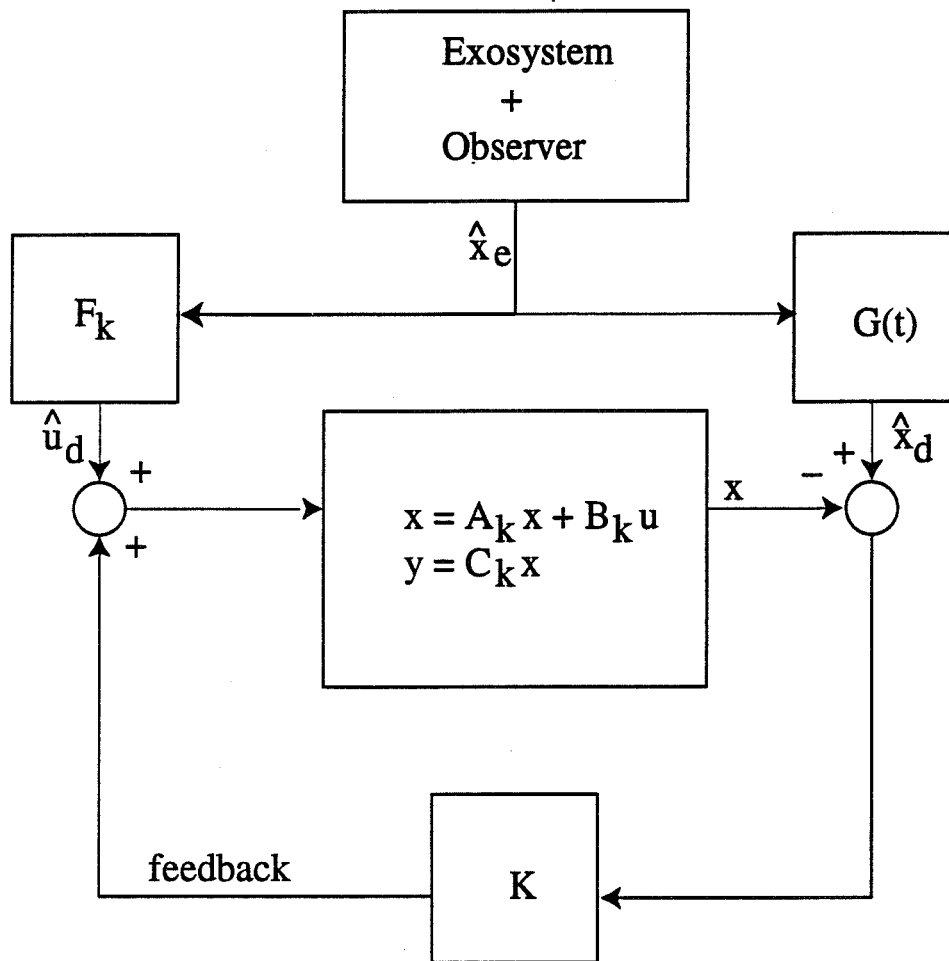 Exosystem
+
Observer
x̂e
Fk
G(t)
ûd
x̂d
+
+
-
x
+
x = Akx + Bku
y = Ckx
feedback
K